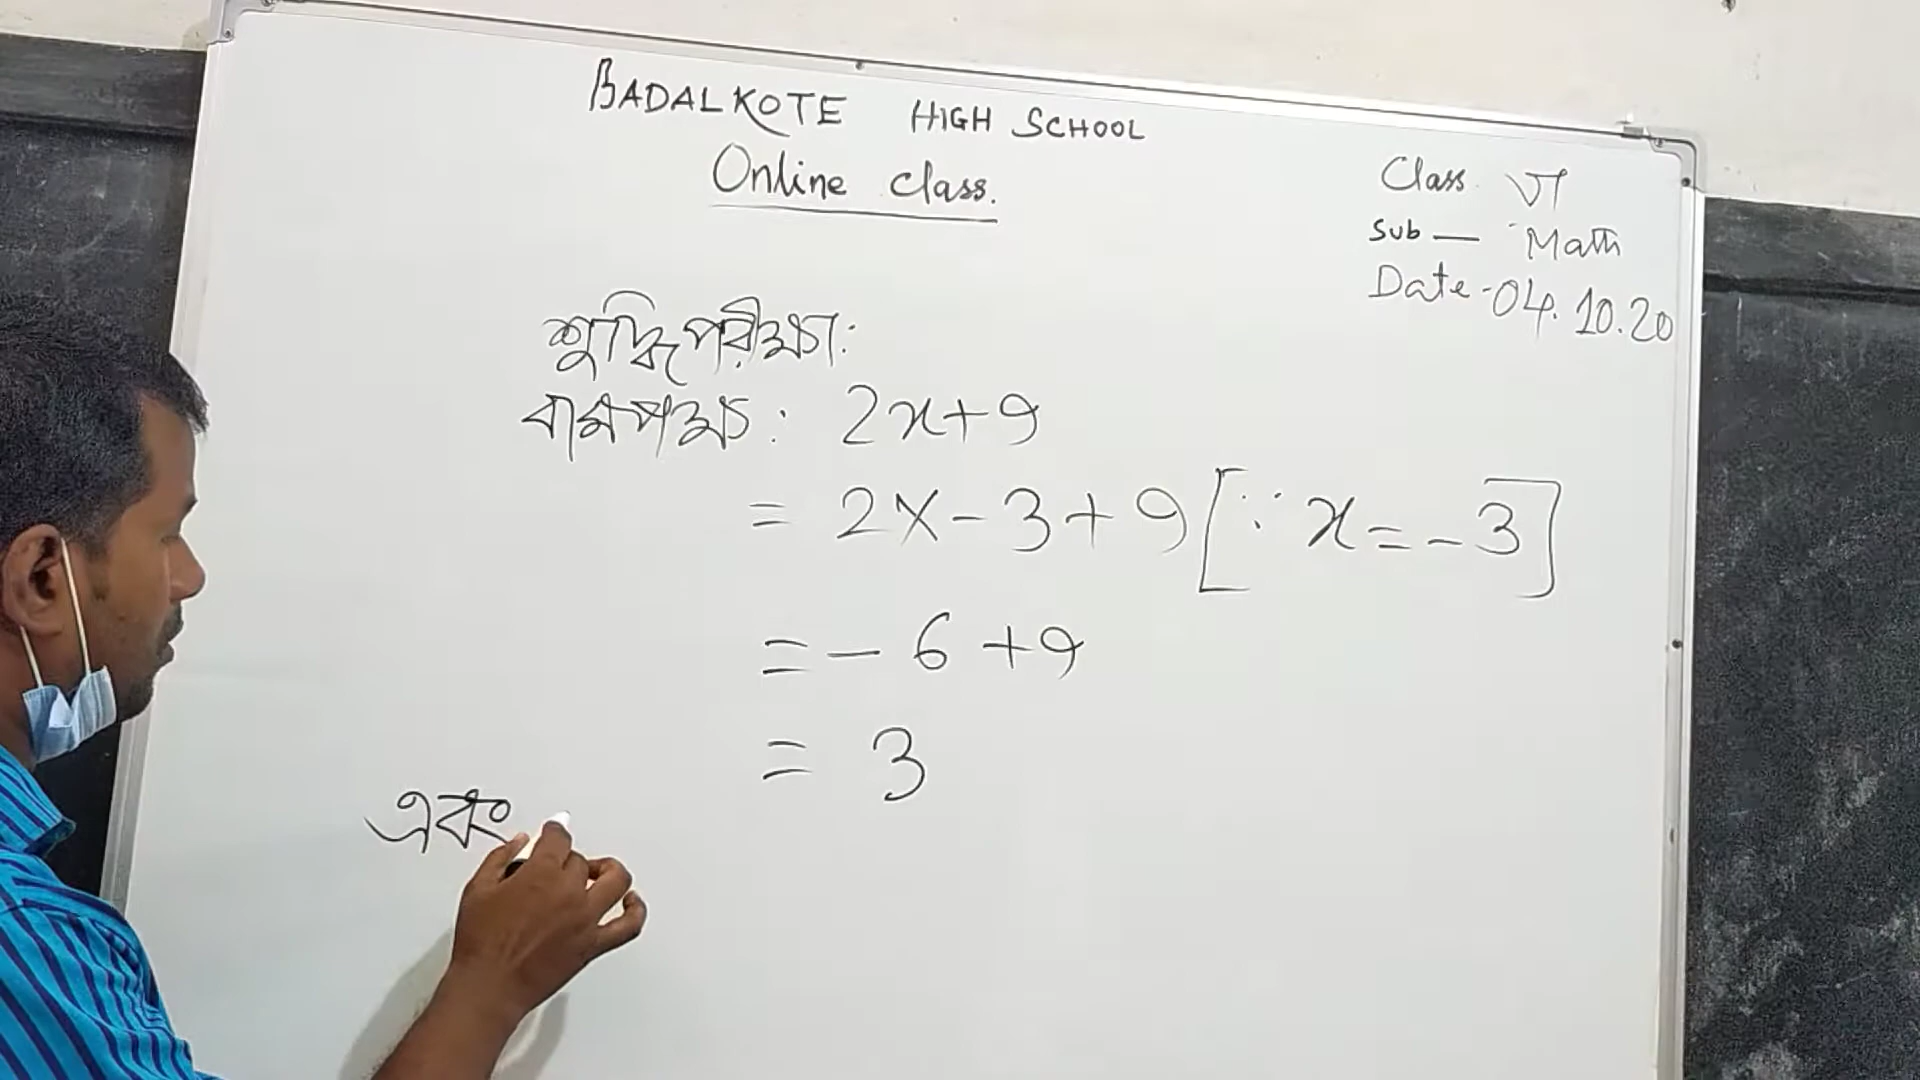 BADALKOTE HIGH SCHOOL
Online class.
Class VI
Sub — Math
Date - 04.10.20
শুদ্ধি পরীক্ষা:
বামপক্ষ: 2x+9
= 2×-3+9 [∵ x=-3]
= -6+9
= 3
এবং